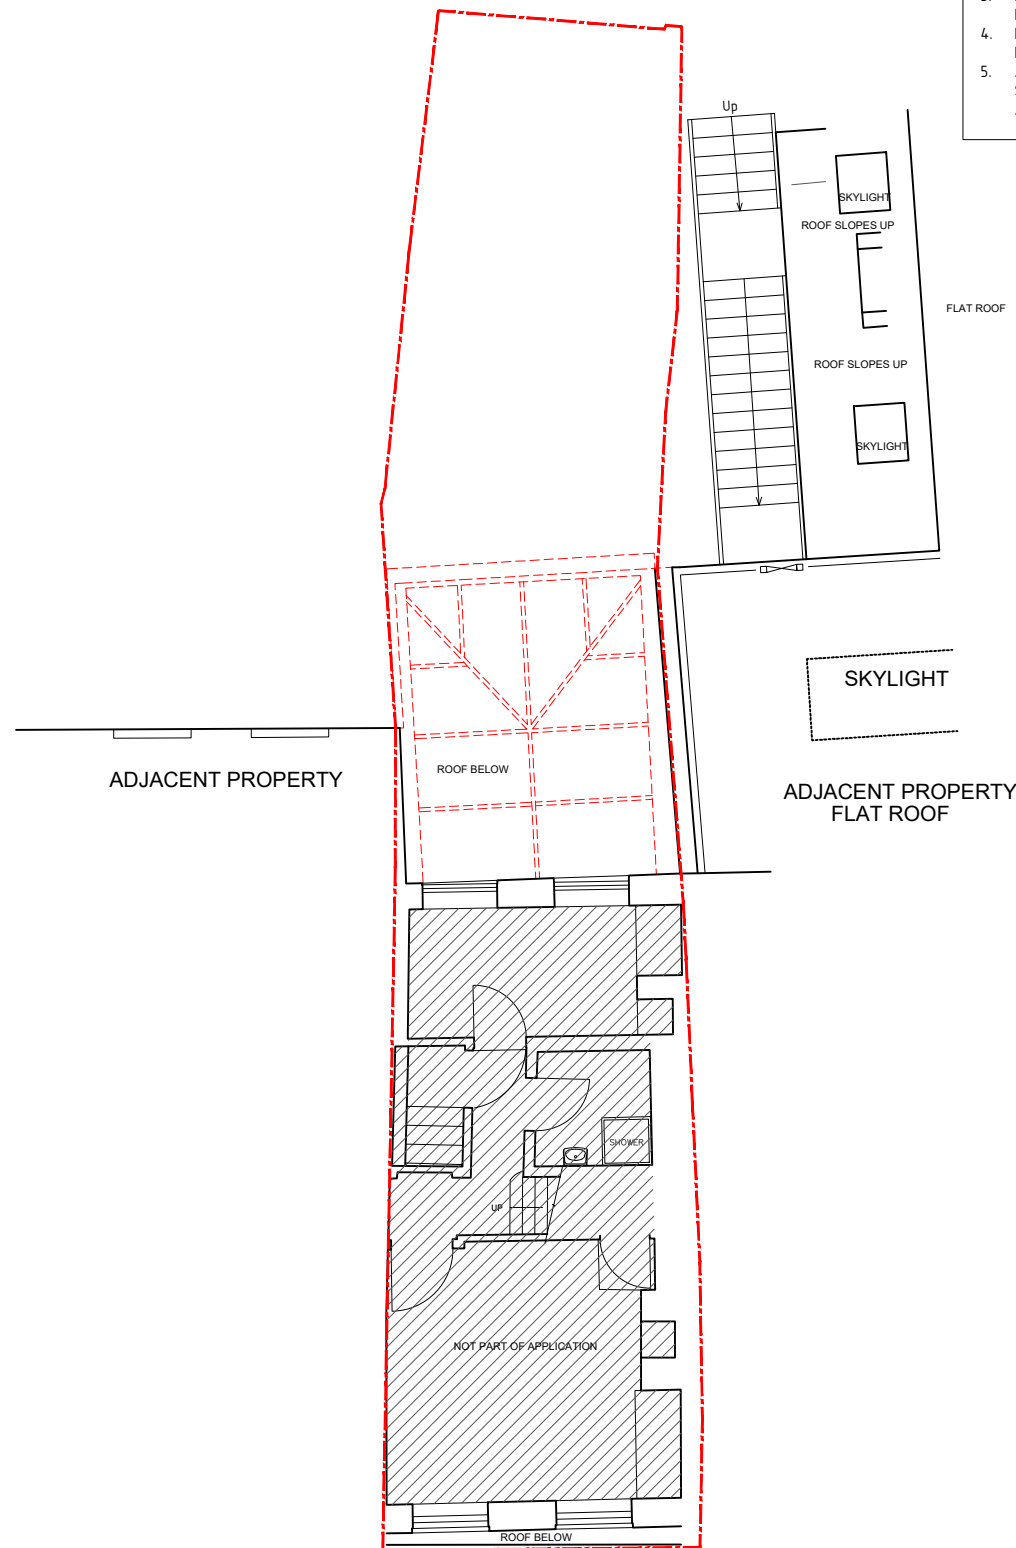 4.
5.
Up
SKYLIGHT
ROOF SLOPES UP
FLAT ROOF
ROOF SLOPES UP
SKYLIGHT
SKYLIGHT
ADJACENT PROPERTY
ROOF BELOW
ADJACENT PROPERTY
FLAT ROOF
SHOWER
UP
NOT PART OF APPLICATION
ROOF BELOW